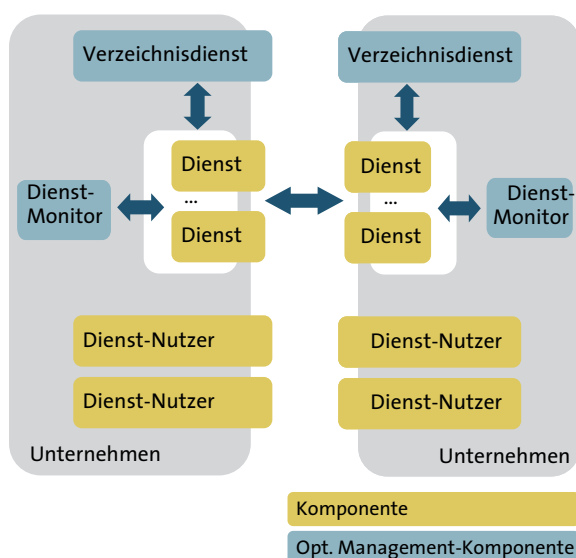 Verzeichnisdienst
Verzeichnisdienst
Dienst
Dienst
Dienst-
Monitor
...
...
Dienst-
Monitor
Dienst
Dienst
Dienst-Nutzer
Dienst-Nutzer
Dienst-Nutzer
Dienst-Nutzer
Unternehmen
Unternehmen
Komponente
Opt. Management-Komponente